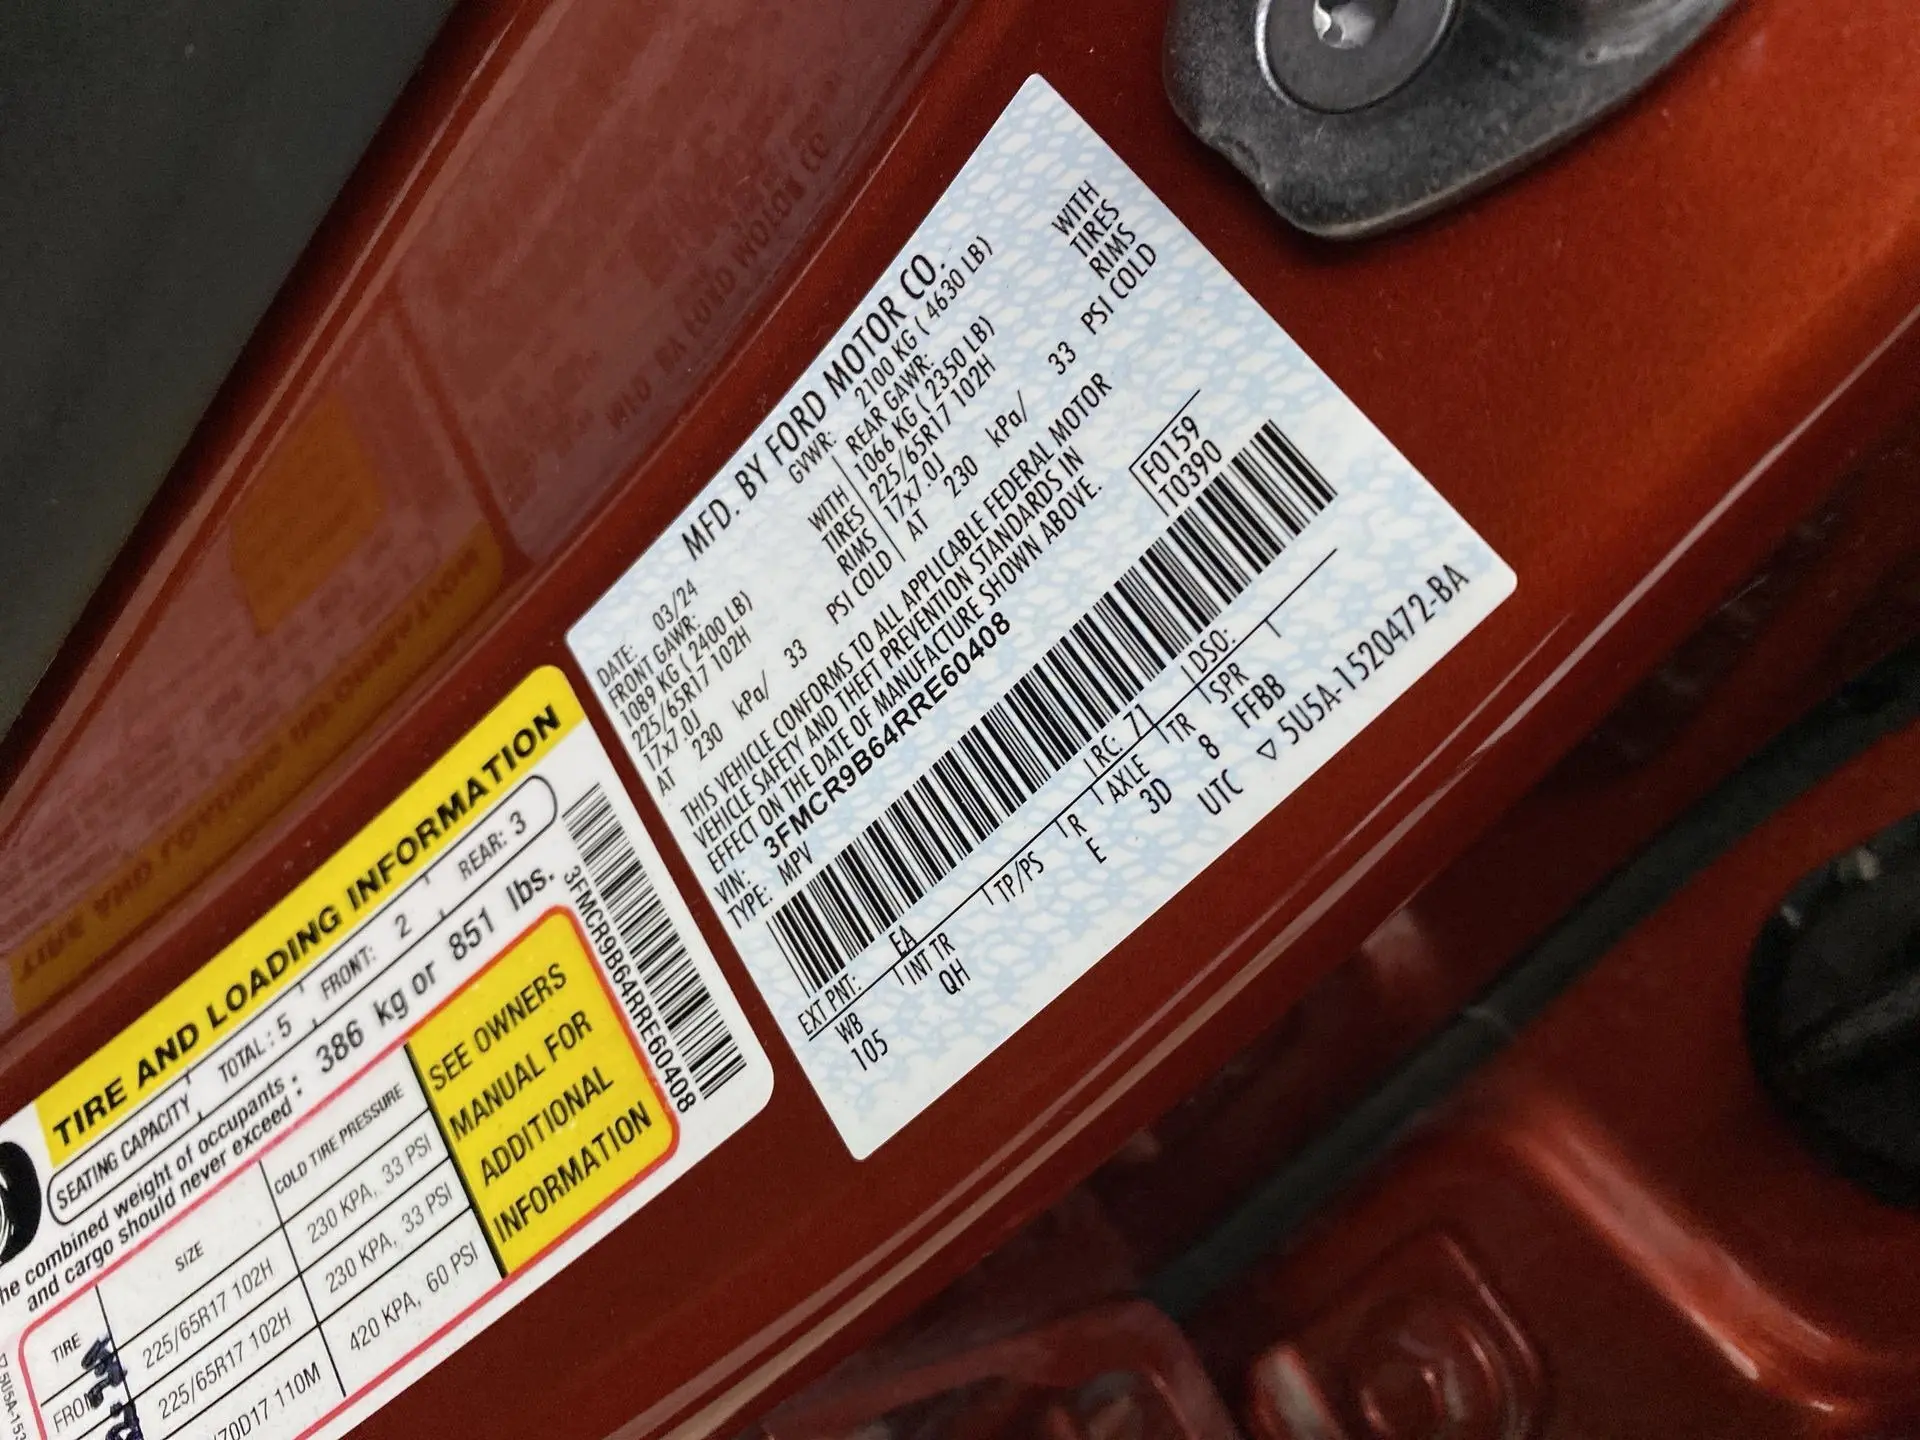 MFD. BY FORD MOTOR CO.
DATE: 03/24 GVWR: 2100 KG ( 4630 LB)
FRONT GAWR: REAR GAWR:
1089 KG ( 2400 LB) WITH 1066 KG ( 2350 LB) WITH
225/65R17 102H TIRES 225/65R17 102H TIRES
17x7.0J RIMS 17x7.0J RIMS
AT 230 kPa/ 33 PSI COLD AT 230 kPa/ 33 PSI COLD
THIS VEHICLE CONFORMS TO ALL APPLICABLE FEDERAL MOTOR
VEHICLE SAFETY AND THEFT PREVENTION STANDARDS IN
EFFECT ON THE DATE OF MANUFACTURE SHOWN ABOVE.
VIN: 3FMCR9B64RRE60408 F0159
TYPE: MPV T0390
EXT PNT: EA RC: 71 DSO:
WB INT TR TP/PS R AXLE TR SPR
105 QH E 3D 8 FFBB
UTC ▽ 5U5A-1520472-BA
TIRE AND LOADING INFORMATION
SEATING CAPACITY TOTAL: 5 FRONT: 2 REAR: 3
he combined weight of occupants
and cargo should never exceed : 386 kg or 851 lbs.
TIRE SIZE COLD TIRE PRESSURE
FRON 225/65R17 102H 230 KPA, 33 PSI
225/65R17 102H 230 KPA, 33 PSI
70D17 110M 420 KPA, 60 PSI
SEE OWNERS
MANUAL FOR
ADDITIONAL
INFORMATION
3FMCR9B64RRE60408
5U5A-153